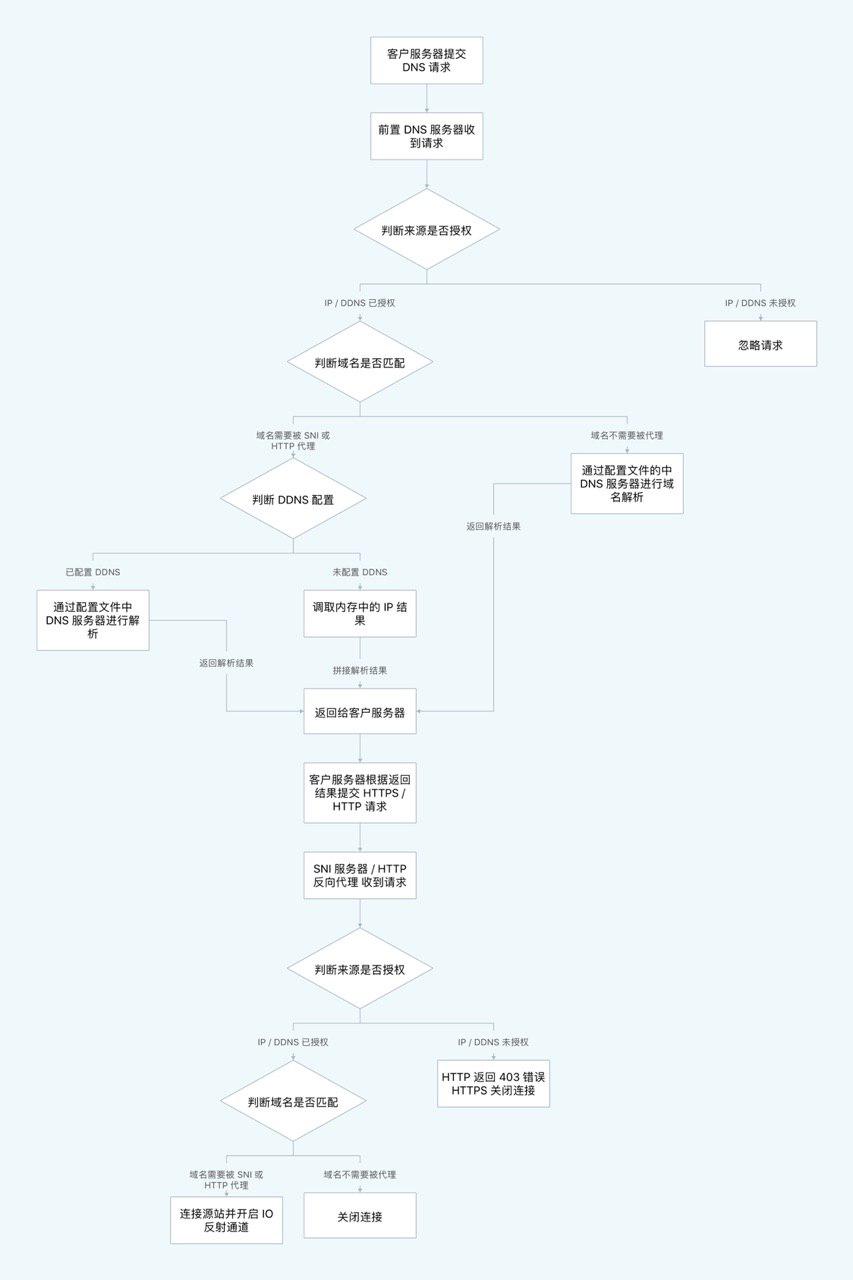 客户服务器提交
DNS 请求
前置 DNS 服务器收
到请求
判断来源是否授权
IP / DDNS 已授权
IP / DDNS 未授权
判断域名是否匹配
忽略请求
域名需要被 SNI 或
HTTP 代理
域名不需要被代理
判断 DDNS 配置
通过配置文件的中
DNS 服务器进行域
名解析
返回解析结果
已配置 DDNS
未配置 DDNS
通过配置文件中
DNS 服务器进行解
析
调取内存中的 IP 结
果
返回解析结果
拼接解析结果
返回给客户服务器
客户服务器根据返回
结果提交 HTTPS /
HTTP 请求
SNI 服务器 / HTTP
反向代理 收到请求
判断来源是否授权
IP / DDNS 已授权
IP / DDNS 未授权
判断域名是否匹配
HTTP 返回 403 错误
HTTPS 关闭连接
域名需要被 SNI 或
HTTP 代理
域名不需要被代理
连接源站并开启 IO
反射通道
关闭连接